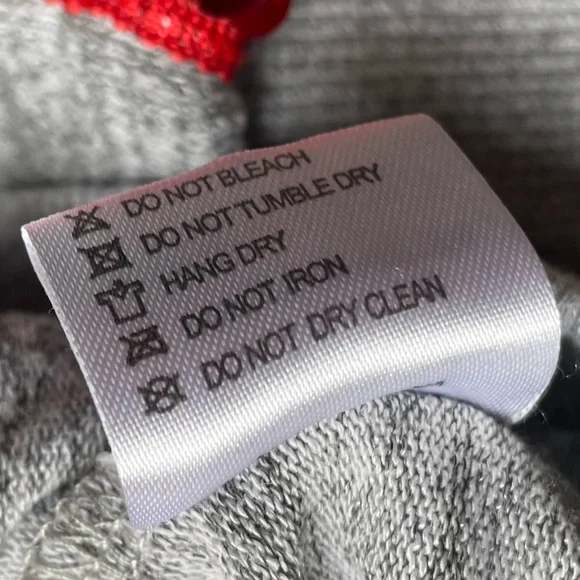 DO NOT BLEACH
DO NOT TUMBLE DRY
HANG DRY
DO NOT IRON
DO NOT DRY CLEAN